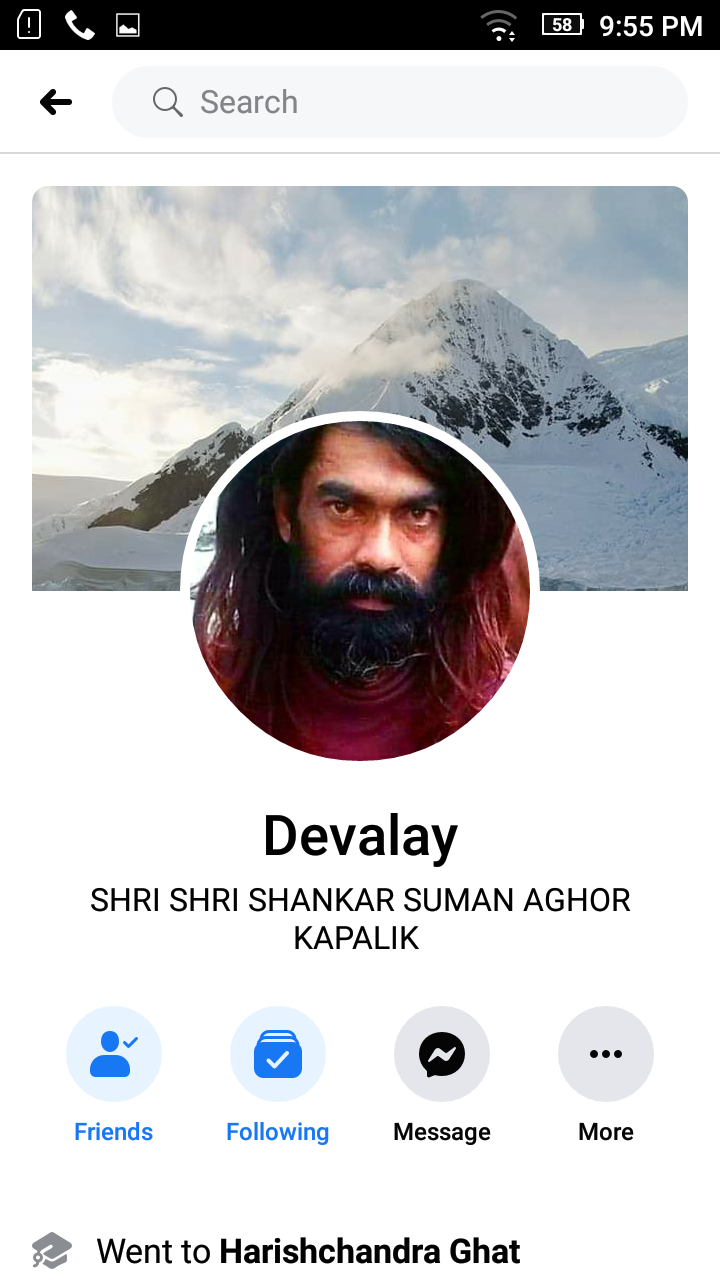 58 9:55 PM
Search
Devalay
SHRI SHRI SHANKAR SUMAN AGHOR
KAPALIK
Friends Following Message More
Went to Harishchandra Ghat